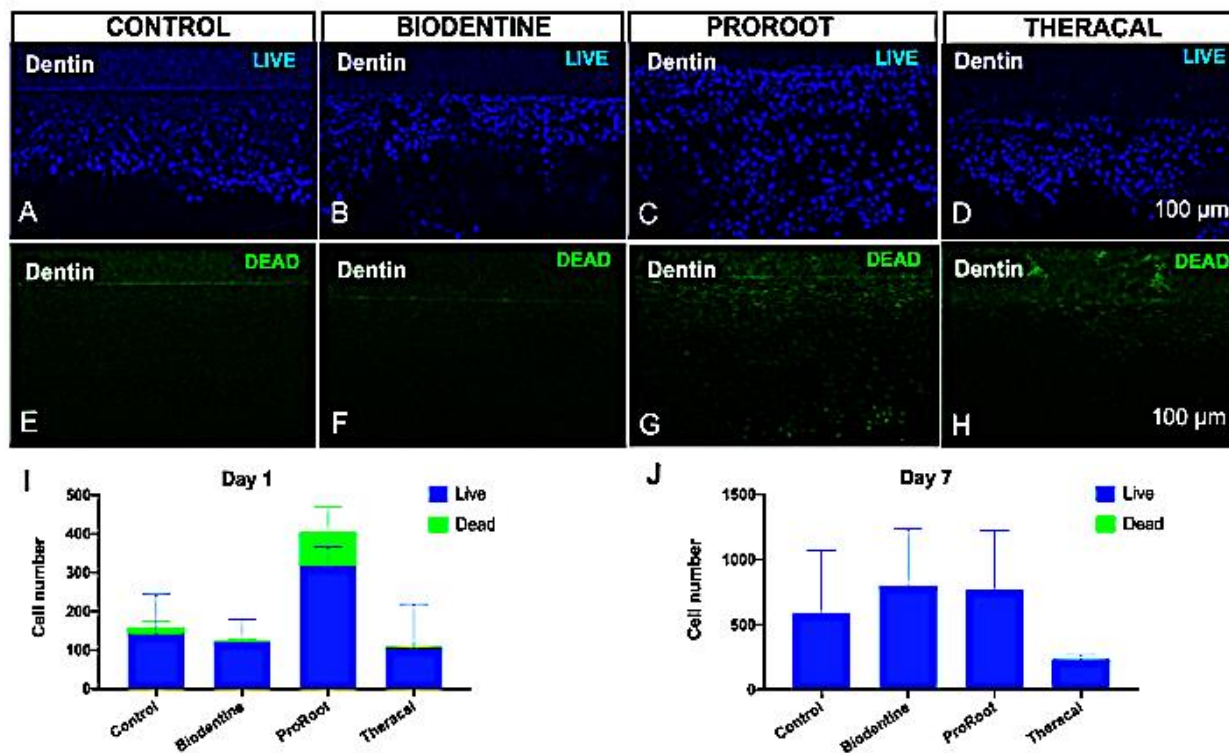 CONTROL BIODENTINE PROROOT THERACAL
Dentin LIVE Dentin LIVE Dentin LIVE Dentin LIVE
A B C D 100 µm
Dentin DEAD Dentin DEAD Dentin DEAD Dentin DEAD
E F G H 100 µm
I Day 1
500
400
300
200
100
0
Cell number
Live
Dead
Control Biodentine ProRoot Theracal
J Day 7
1500
1000
500
0
Cell number
Live
Dead
Control Biodentine ProRoot Theracal